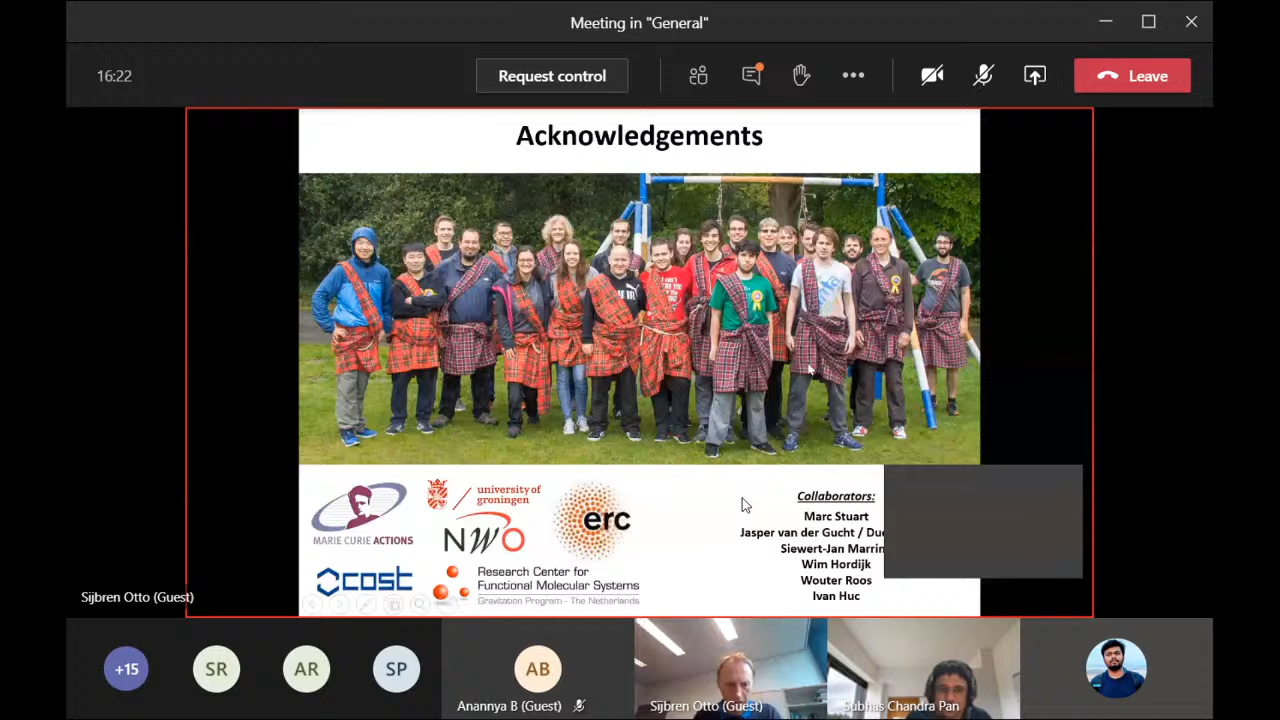 Meeting in "General"
16:22
Request control
Leave
Acknowledgements
MARIE CURIE ACTIONS
university of
groningen
NWO
erc
cost
Research Center for
Functional Molecular Systems
Gravitation Program - The Netherlands
Collaborators:
Marc Stuart
Jasper van der Gucht / Du
Siewert-Jan Marrin
Wim Hordijk
Wouter Roos
Ivan Huc
Sijbren Otto (Guest)
+15
SR
AR
SP
AB
Anannya B (Guest)
Sijbren Otto (Guest)
Subhas Chandra Pan